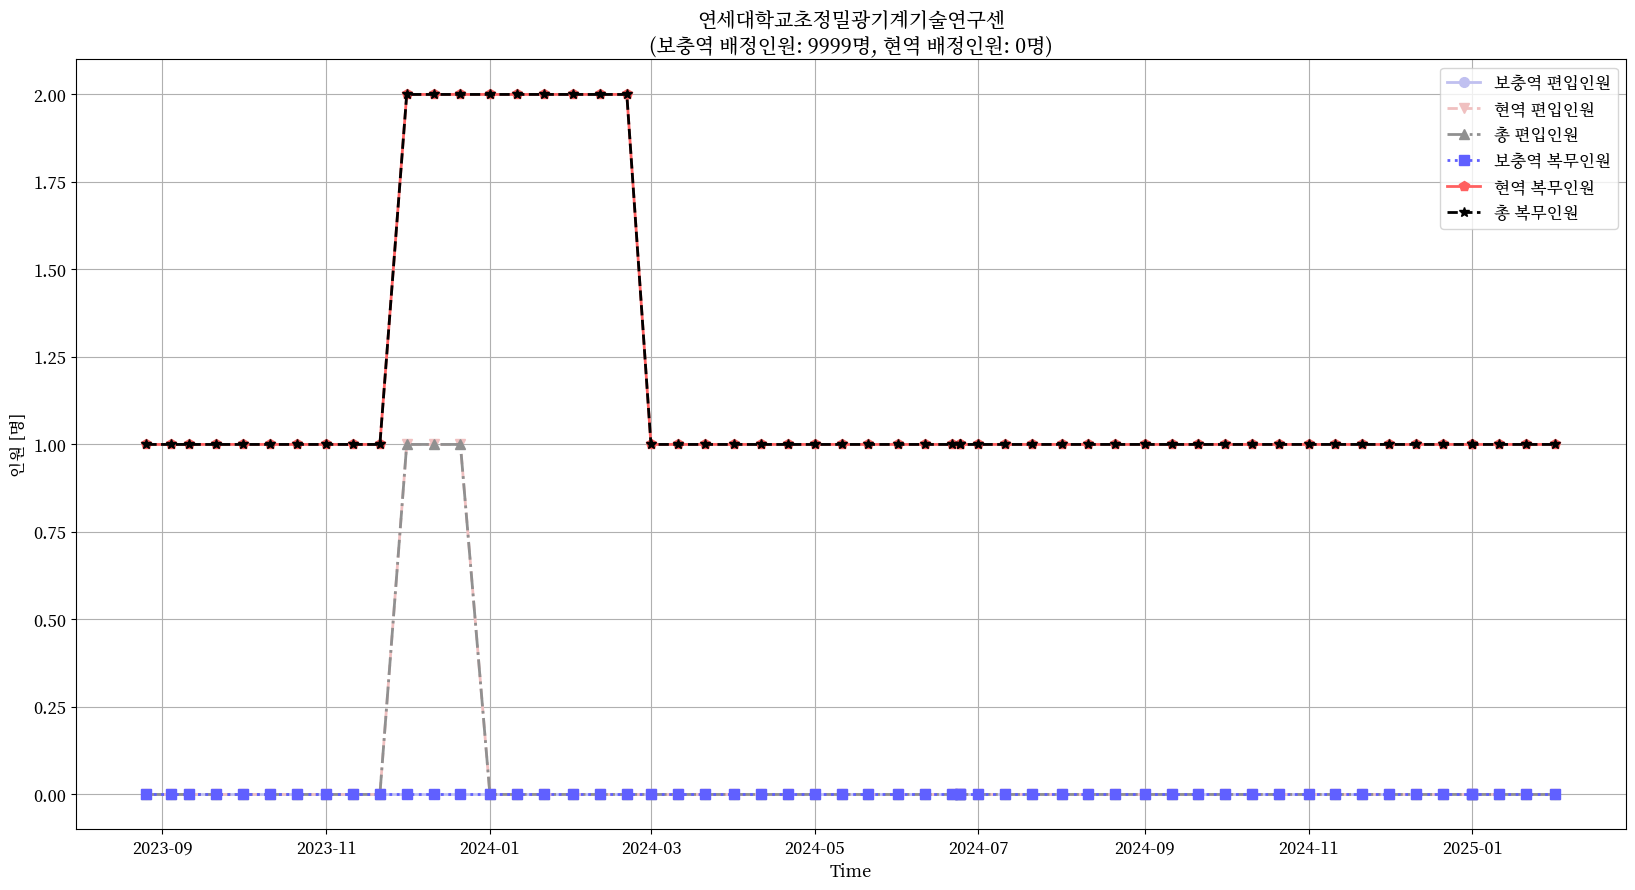 연세대학교초정밀광기계기술연구센
(보충역 배정인원: 9999명, 현역 배정인원: 0명)
보충역 편입인원
현역 편입인원
총 편입인원
보충역 복무인원
현역 복무인원
총 복무인원
인원 [명]
2.00
1.75
1.50
1.25
1.00
0.75
0.50
0.25
0.00
2023-09 2023-11 2024-01 2024-03 2024-05 2024-07 2024-09 2024-11 2025-01
Time